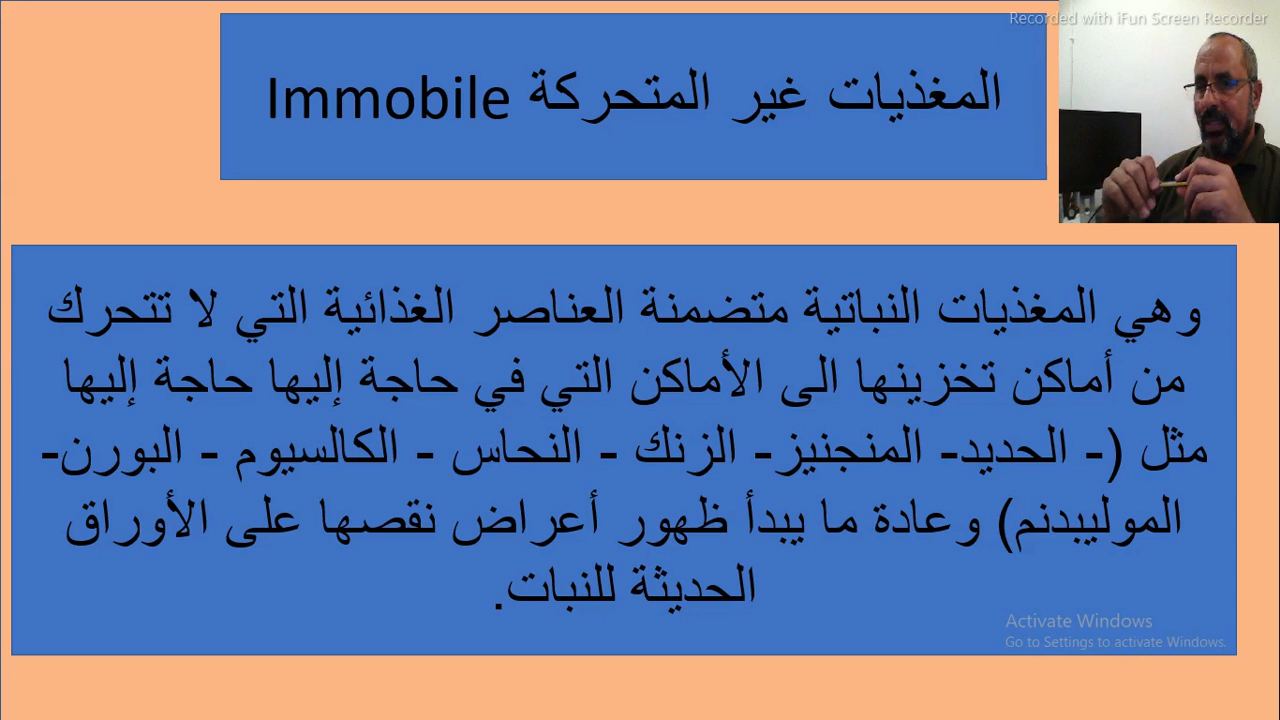 Recorded with iFun Screen Recorder
المغذيات غير المتحركة Immobile
وهي المغذيات النباتية متضمنة العناصر الغذائية التي لا تتحرك
من أماكن تخزينها الى الأماكن التي في حاجة إليها حاجة إليها
مثل (- الحديد- المنجنيز- الزنك - النحاس - الكالسيوم - البورن-
الموليبدنم) وعادة ما يبدأ ظهور أعراض نقصها على الأوراق
الحديثة للنبات.
Activate Windows
Go to Settings to activate Windows.